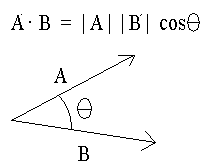 A · B = |A| |B| cosθ
A
θ
B